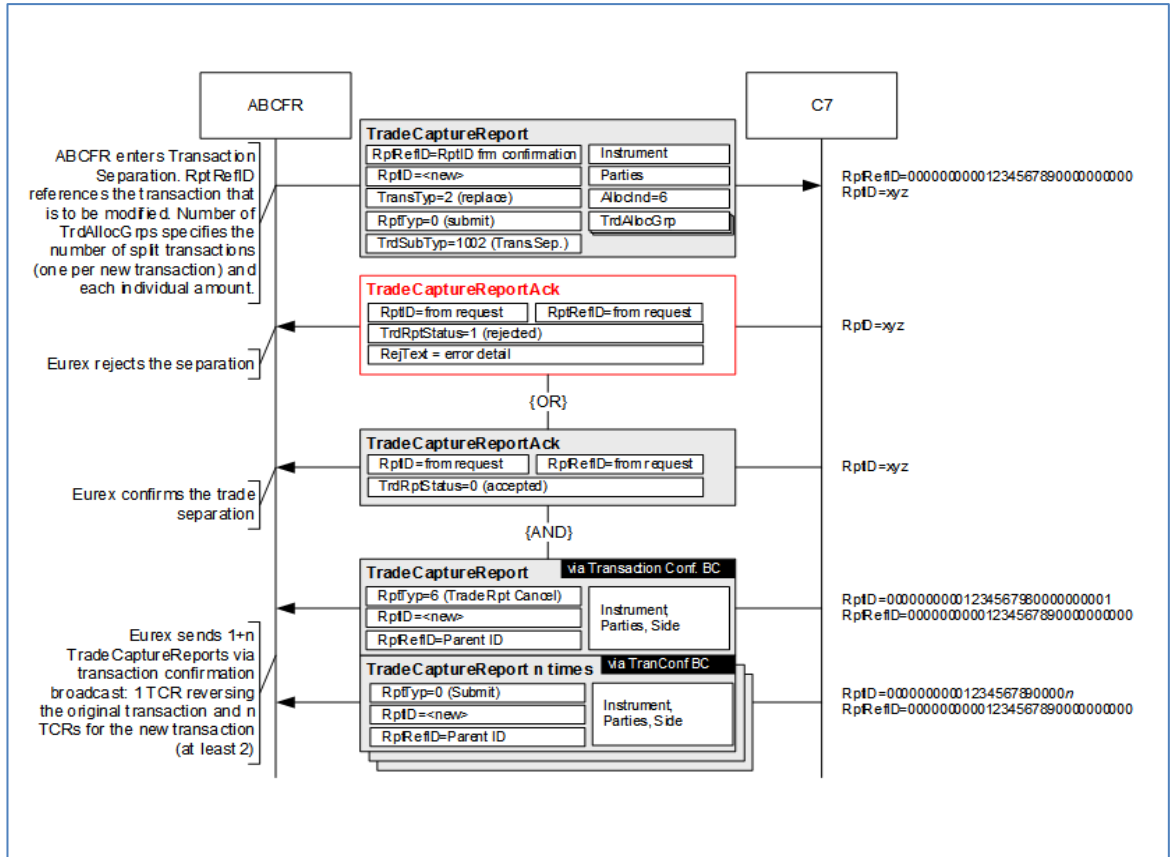 ABCFR
C7
TradeCaptureReport
RptRefID=RptID frm confirmation
Instrument
RptID=<new>
Parties
TransTyp=2 (replace)
AllocInd=6
RptTyp=0 (submit)
TrdAllocGrp
TrdSubTyp=1002 (Trans.Sep.)
ABCFR enters Transaction
Separation. RptRefID
references the transaction that
is to be modified. Number of
TrdAllocGrps specifies the
number of split transactions
(one per new transaction) and
each individual amount.
RptRefID=0000000000123456789000000000
RptID=xyz
TradeCaptureReportAck
RptID=from request
RptRefID=from request
TrdRptStatus=1 (rejected)
RejText = error detail
Eurex rejects the separation
RptID=xyz
{OR}
TradeCaptureReportAck
RptID=from request
RptRefID=from request
TrdRptStatus=0 (accepted)
Eurex confirms the trade
separation
RptID=xyz
{AND}
TradeCaptureReport
via Transaction Conf. BC
RptTyp=6 (TradeRpt Cancel)
RptID=<new>
RptRefID=Parent ID
Instrument,
Parties, Side
RptID=0000000000123456798000000001
RptRefID=0000000000123456789000000000
Eurex sends 1+n
TradeCaptureReports via
transaction confirmation
broadcast: 1 TCR reversing
the original transaction and n
TCRs for the new transaction
(at least 2)
TradeCaptureReport n times
via TranConf BC
RptTyp=0 (Submit)
RptID=<new>
RptRefID=Parent ID
Instrument,
Parties, Side
RptID=00000000001234567890000n
RptRefID=0000000000123456789000000000